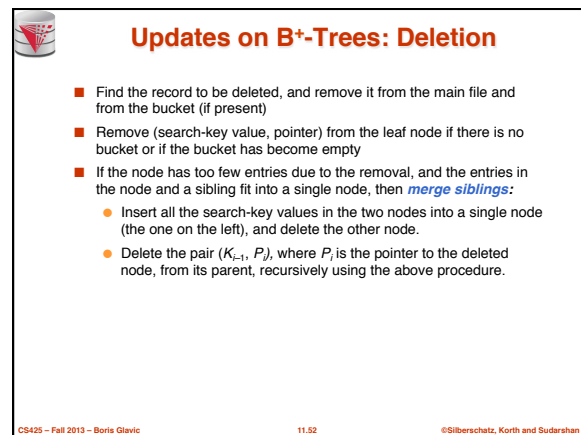 Updates on B+-Trees: Deletion
■ Find the record to be deleted, and remove it from the main file and
from the bucket (if present)
■ Remove (search-key value, pointer) from the leaf node if there is no
bucket or if the bucket has become empty
■ If the node has too few entries due to the removal, and the entries in
the node and a sibling fit into a single node, then merge siblings:
● Insert all the search-key values in the two nodes into a single node
(the one on the left), and delete the other node.
● Delete the pair (Ki–1, Pi), where Pi is the pointer to the deleted
node, from its parent, recursively using the above procedure.
CS425 – Fall 2013 – Boris Glavic 11.52 ©Silberschatz, Korth and Sudarshan